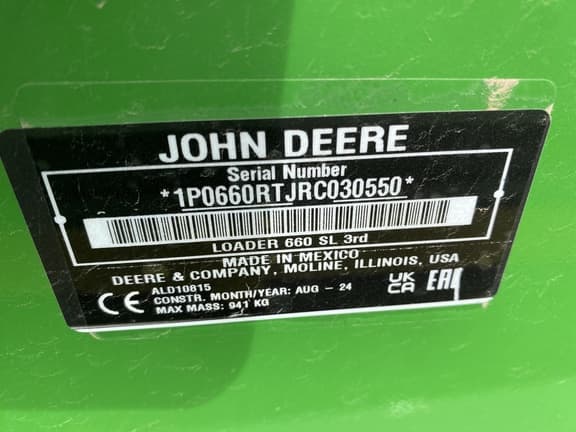 JOHN DEERE
Serial Number
*1P0660RTJRC030550*
LOADER 660 SL 3rd
MADE IN MEXICO
DEERE & COMPANY, MOLINE, ILLINOIS, USA
ALD10815
CONSTR. MONTH/YEAR: AUG - 24
MAX MASS: 941 KG
CE
UK
CA
EAC